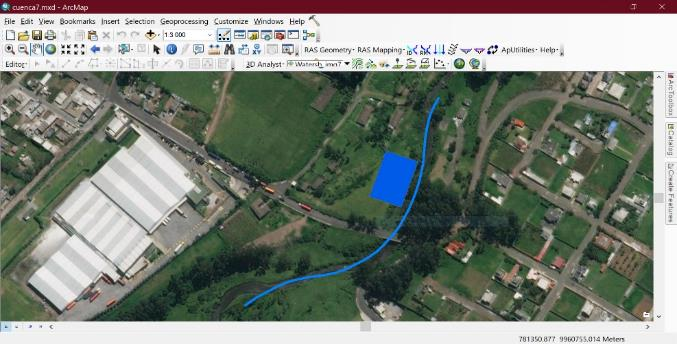 cuenca7.mxd - ArcMap
File Edit View Bookmarks Insert Selection Geoprocessing Customize Windows Help
1:3 000
RAS Geometry RAS Mapping ApUtilities Help
Editor
3D Analyst
ArcToolbox
Catalog
Create Features
781350,877 9960755,014 Meters